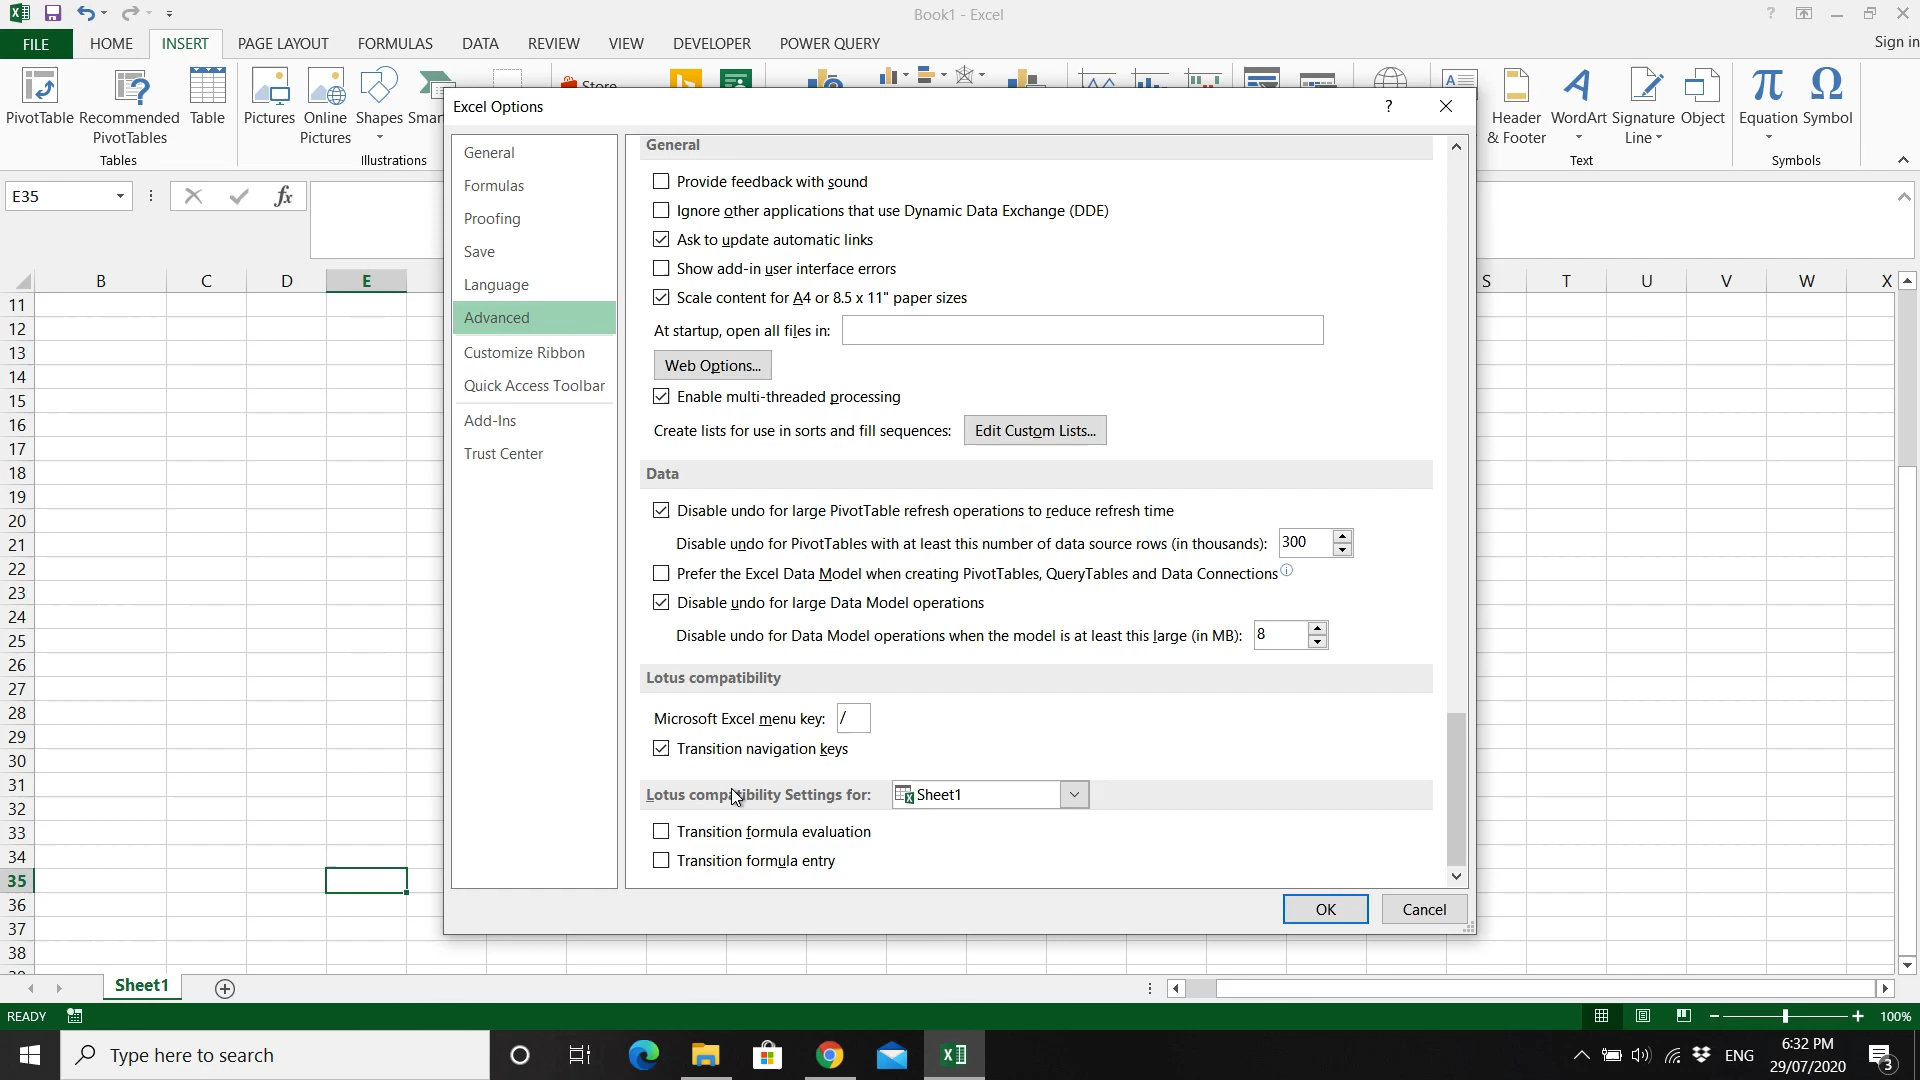 Book1 - Excel
?
FILE HOME INSERT PAGE LAYOUT FORMULAS DATA REVIEW VIEW DEVELOPER POWER QUERY
Sign in
PivotTable Recommended PivotTables Table
Pictures Online Pictures Shapes Smar
Store
Header & Footer WordArt Signature Line Object
Equation Symbol
Tables
Illustrations
Text
Symbols
E35
fx
B C D E S T U V W X
11
12
13
14
15
16
17
18
19
20
21
22
23
24
25
26
27
28
29
30
31
32
33
34
35
36
37
38
Excel Options
?
General
Formulas
Proofing
Save
Language
Advanced
Customize Ribbon
Quick Access Toolbar
Add-Ins
Trust Center
General
Provide feedback with sound
Ignore other applications that use Dynamic Data Exchange (DDE)
Ask to update automatic links
Show add-in user interface errors
Scale content for A4 or 8.5 x 11" paper sizes
At startup, open all files in:
Web Options...
Enable multi-threaded processing
Create lists for use in sorts and fill sequences: Edit Custom Lists...
Data
Disable undo for large PivotTable refresh operations to reduce refresh time
Disable undo for PivotTables with at least this number of data source rows (in thousands): 300
Prefer the Excel Data Model when creating PivotTables, QueryTables and Data Connections
Disable undo for large Data Model operations
Disable undo for Data Model operations when the model is at least this large (in MB): 8
Lotus compatibility
Microsoft Excel menu key: /
Transition navigation keys
Lotus compatibility Settings for: Sheet1
Transition formula evaluation
Transition formula entry
OK Cancel
Sheet1
READY
100%
Type here to search
ENG
6:32 PM
29/07/2020
3